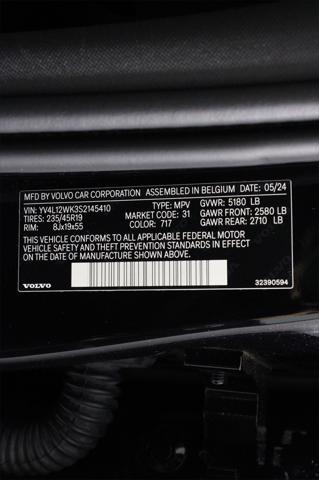 MFD BY VOLVO CAR CORPORATION ASSEMBLED IN BELGIUM 05/24
VIN: YV4L12WK3S2145410 TYPE: MPV GVWR: 5180 LB
TIRES: 235/45R19 MARKET CODE: 31 GAWR FRONT: 2580 LB
RIM: 8Jx19x55 COLOR: 717 GAWR REAR: 2710 LB
THIS VEHICLE CONFORMS TO ALL APPLICABLE FEDERAL MOTOR
VEHICLE SAFETY AND THEFT PREVENTION STANDARDS IN EFFECT
ON THE DATE OF MANUFACTURE SHOWN ABOVE.
VOLVO 32390594